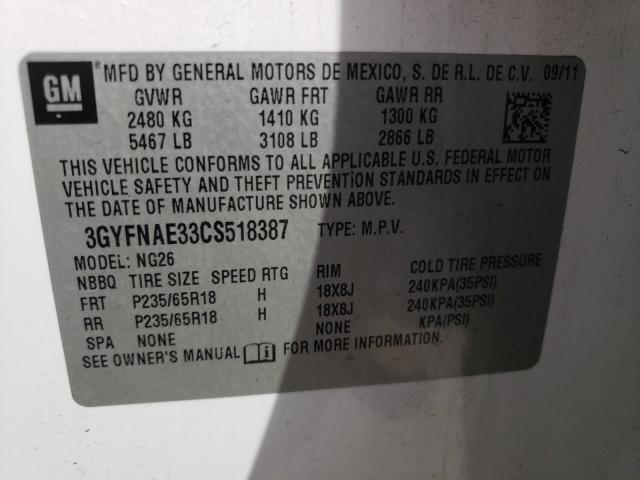 GM
*MFD BY GENERAL MOTORS DE MEXICO, S. DE R.L. DE C.V. 09/11
GVWR GAWR FRT GAWR RR
2480 KG 1410 KG 1300 KG
5467 LB 3108 LB 2866 LB
THIS VEHICLE CONFORMS TO ALL APPLICABLE U.S. FEDERAL MOTOR
VEHICLE SAFETY AND THEFT PREVENTION STANDARDS IN EFFECT ON
THE DATE OF MANUFACTURE SHOWN ABOVE.
3GYFNAE33CS518387 TYPE: M.P.V.
MODEL: NG26
NBBQ TIRE SIZE SPEED RTG RIM COLD TIRE PRESSURE
FRT P235/65R18 H 18X8J 240KPA(35PSI)
RR P235/65R18 H 18X8J 240KPA(35PSI)
SPA NONE NONE KPA(PSI)
SEE OWNER'S MANUAL FOR MORE INFORMATION.